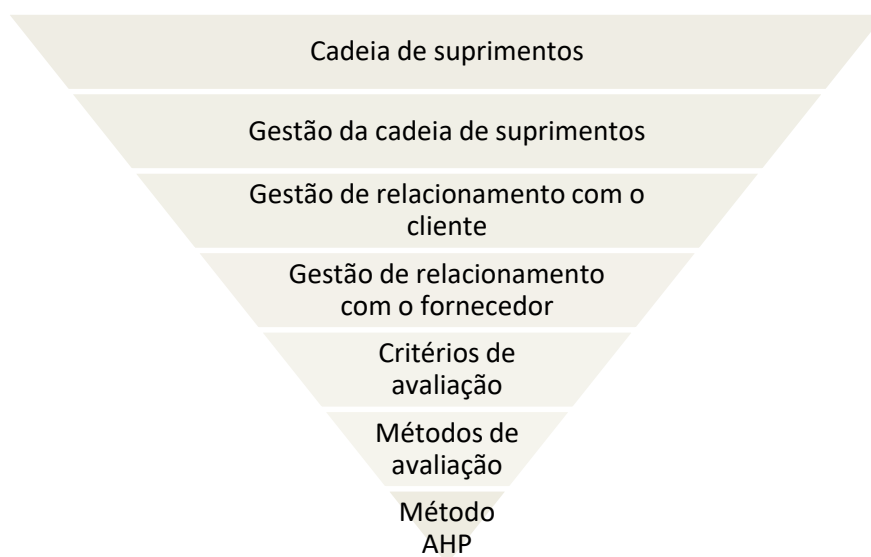 Cadeia de suprimentos
Gestão da cadeia de suprimentos
Gestão de relacionamento com o
cliente
Gestão de relacionamento
com o fornecedor
Critérios de
avaliação
Métodos de
avaliação
Método
AHP